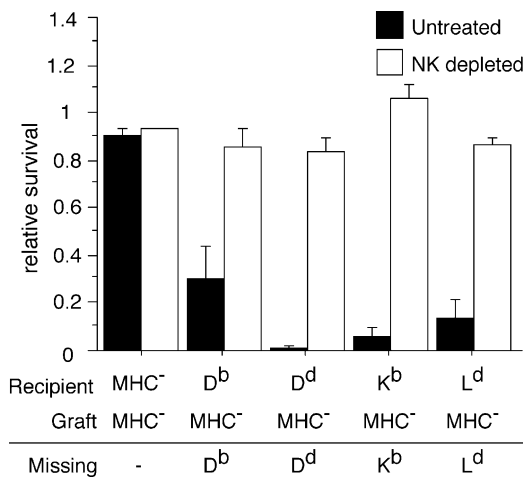 1.4
1.2
1
0.8
0.6
0.4
0.2
0
relative survival
Untreated
NK depleted
Recipient MHC⁻ Dᵇ Dᵈ Kᵇ Lᵈ
Graft MHC⁻ MHC⁻ MHC⁻ MHC⁻ MHC⁻
Missing - Dᵇ Dᵈ Kᵇ Lᵈ